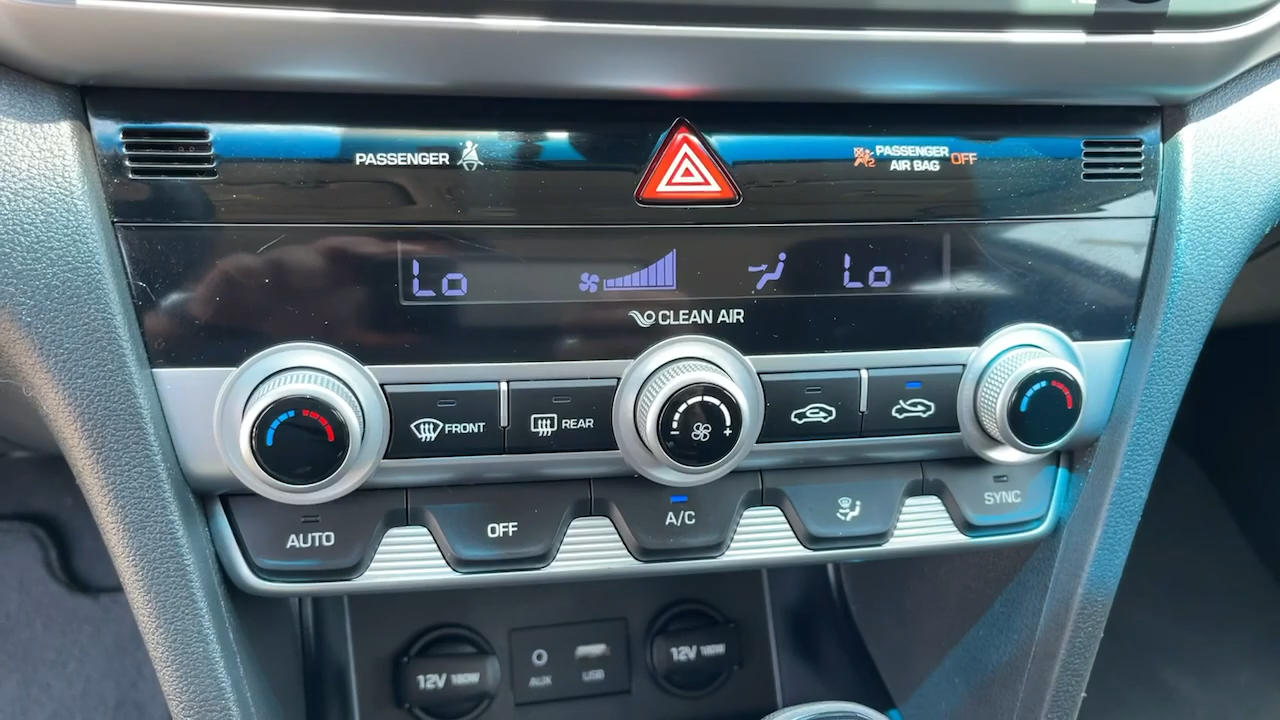 PASSENGER
PASSENGER
AIR BAG OFF
Lo
Lo
CLEAN AIR
FRONT
REAR
AUTO
OFF
A/C
SYNC
12V 180W
AUX
USB
12V 180W